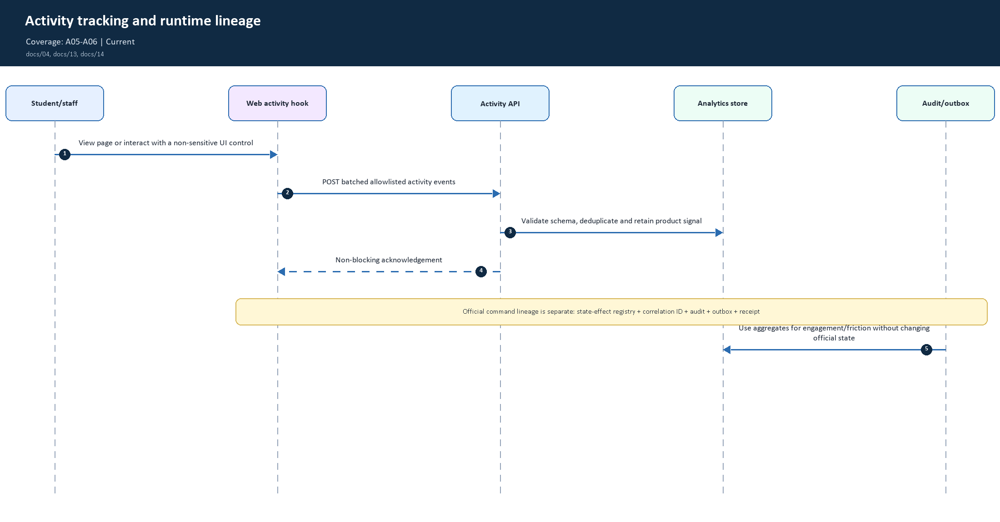 Activity tracking and runtime lineage
Coverage: A05-A06 | Current
docs/04, docs/13, docs/14
Student/staff
Web activity hook
Activity API
Analytics store
Audit/outbox
View page or interact with a non-sensitive UI control
1
POST batched allowlisted activity events
2
Validate schema, deduplicate and retain product signal
3
Non-blocking acknowledgement
4
Official command lineage is separate: state-effect registry + correlation ID + audit + outbox + receipt
Use aggregates for engagement/friction without changing
official state
5